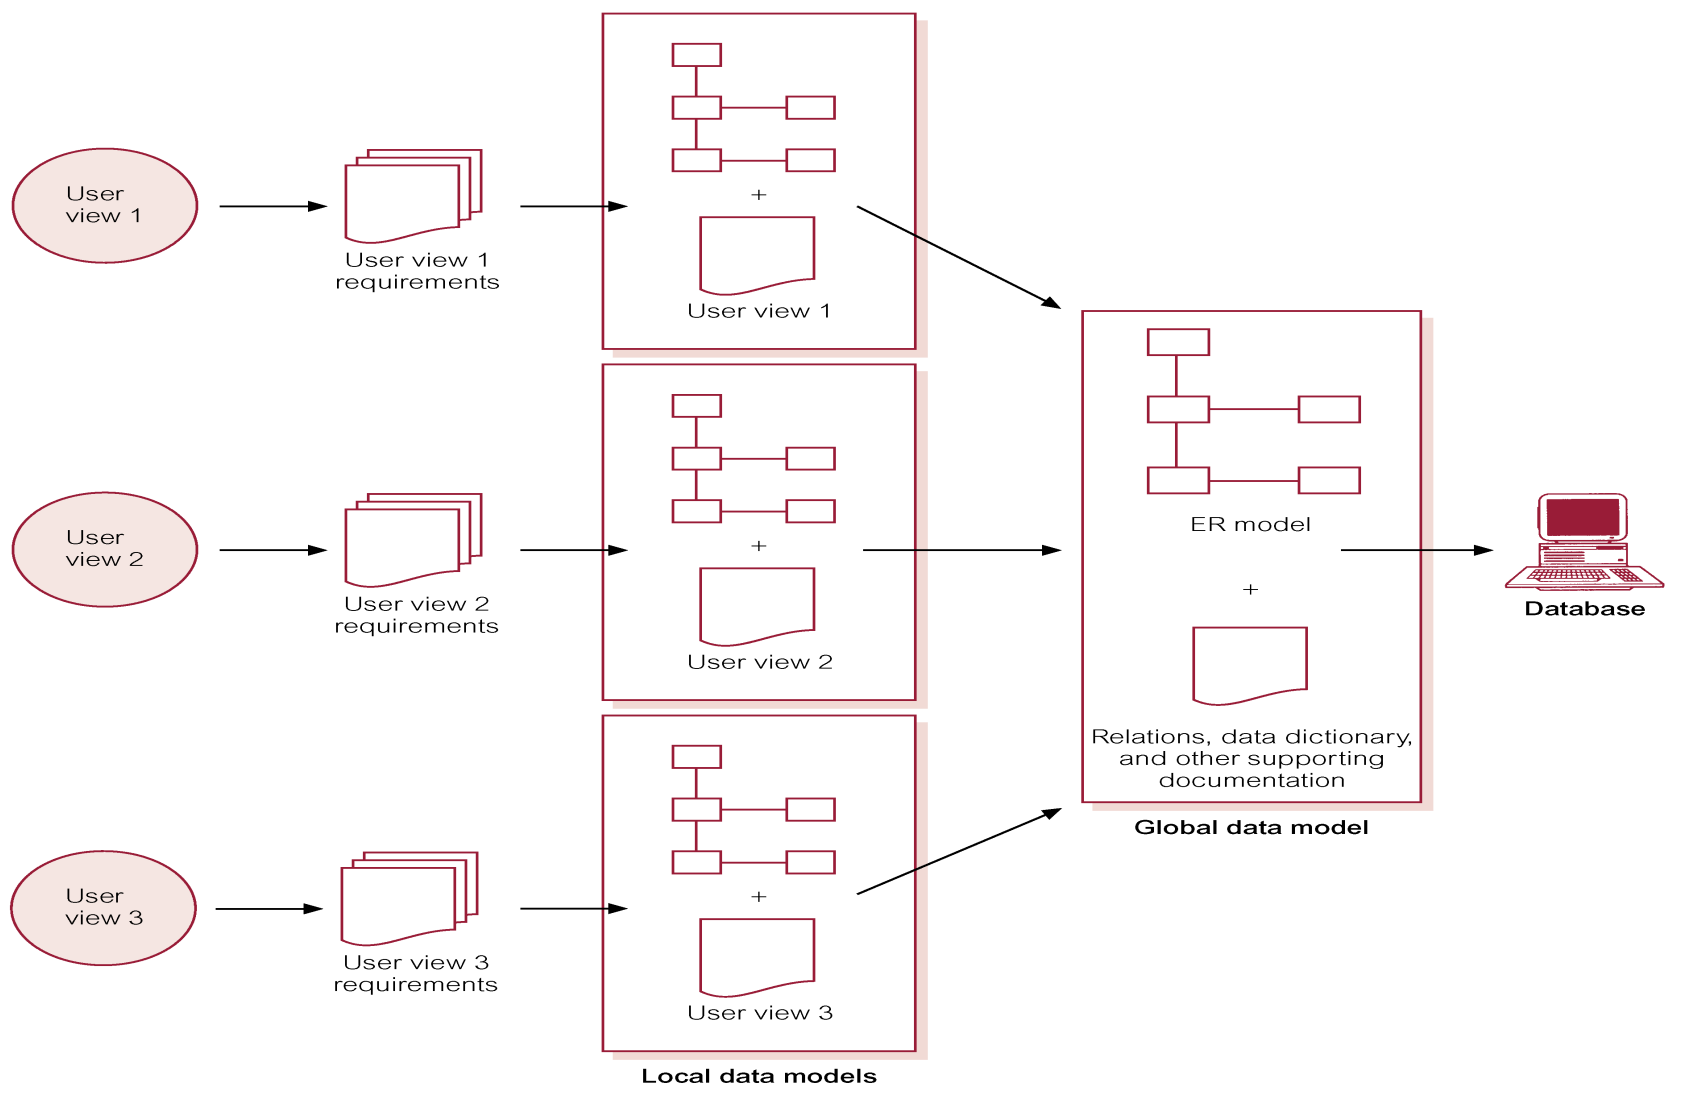 User
view 1
User view 1
requirements
+
User view 1
User
view 2
User view 2
requirements
+
User view 2
User
view 3
User view 3
requirements
+
User view 3
Local data models
ER model
+
Relations, data dictionary,
and other supporting
documentation
Global data model
Database